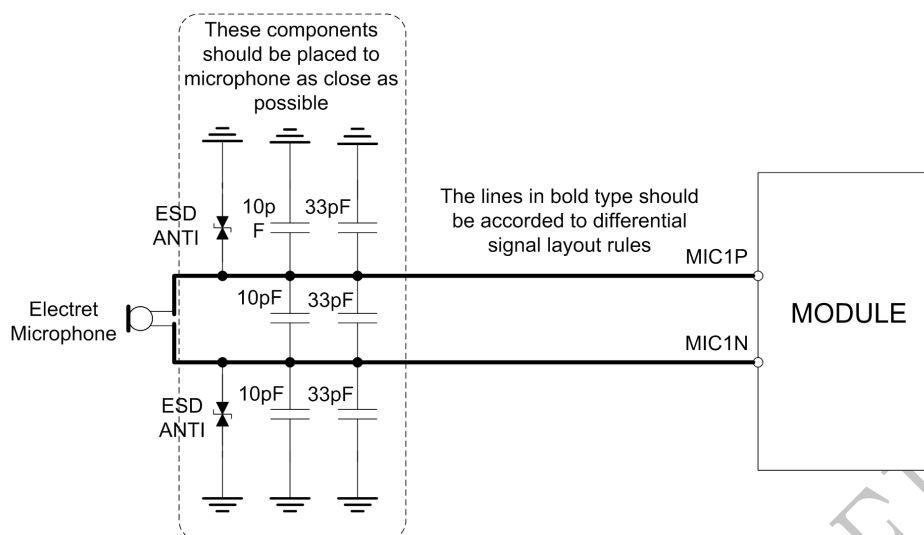 These components
should be placed to
microphone as close as
possible
ESD
ANTI
10p
F
33pF
The lines in bold type should
be accorded to differential
signal layout rules
MIC1P
Electret
Microphone
10pF
33pF
MODULE
MIC1N
ESD
ANTI
10pF
33pF